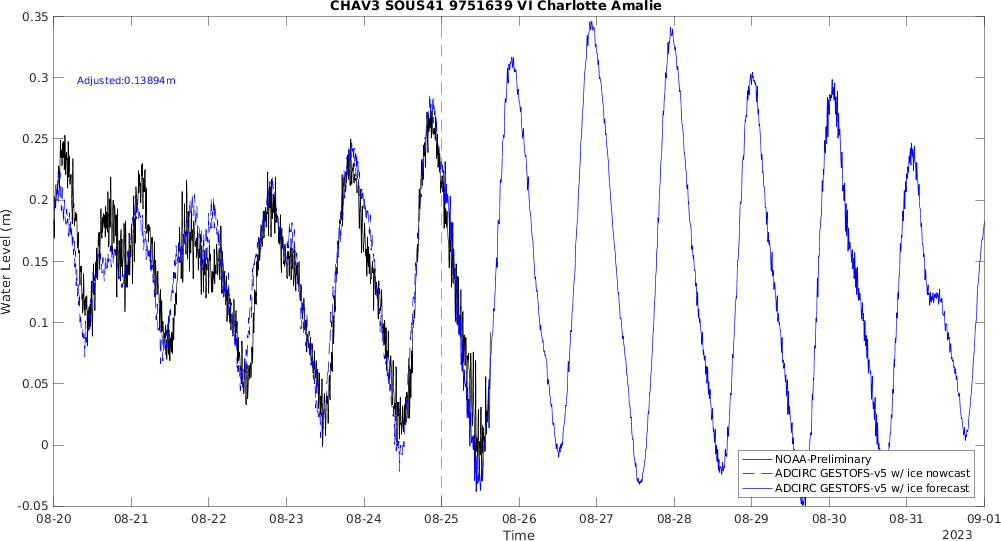 CHAV3 SOUS41 9751639 VI Charlotte Amalie
Adjusted:0.13894m
Water Level (m)
0.35
0.3
0.25
0.2
0.15
0.1
0.05
0
-0.05
NOAA-Preliminary
ADCIRC GESTOFS-v5 w/ ice nowcast
ADCIRC GESTOFS-v5 w/ ice forecast
08-20 08-21 08-22 08-23 08-24 08-25 08-26 08-27 08-28 08-29 08-30 08-31 09-01
Time
2023